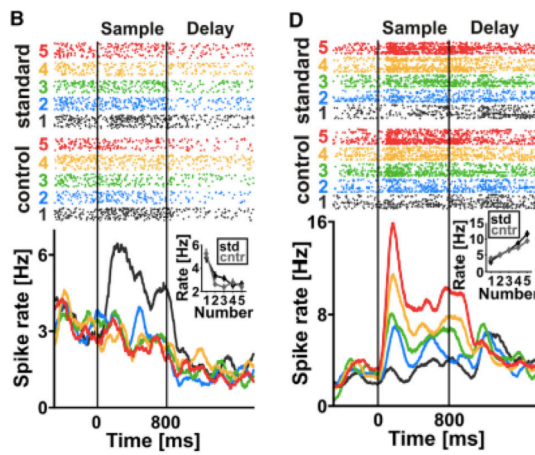 B
Sample Delay
standard
5
4
3
2
1
control
5
4
3
2
1
Spike rate [Hz]
6
3
0
0 800
Time [ms]
Rate [Hz]
6
4
2
std
cntr
1 2 3 4 5
Number
D
Sample Delay
standard
5
4
3
2
1
control
5
4
3
2
1
Spike rate [Hz]
16
8
0
0 800
Time [ms]
Rate [Hz]
15
10
5
0
std
cntr
1 2 3 4 5
Number